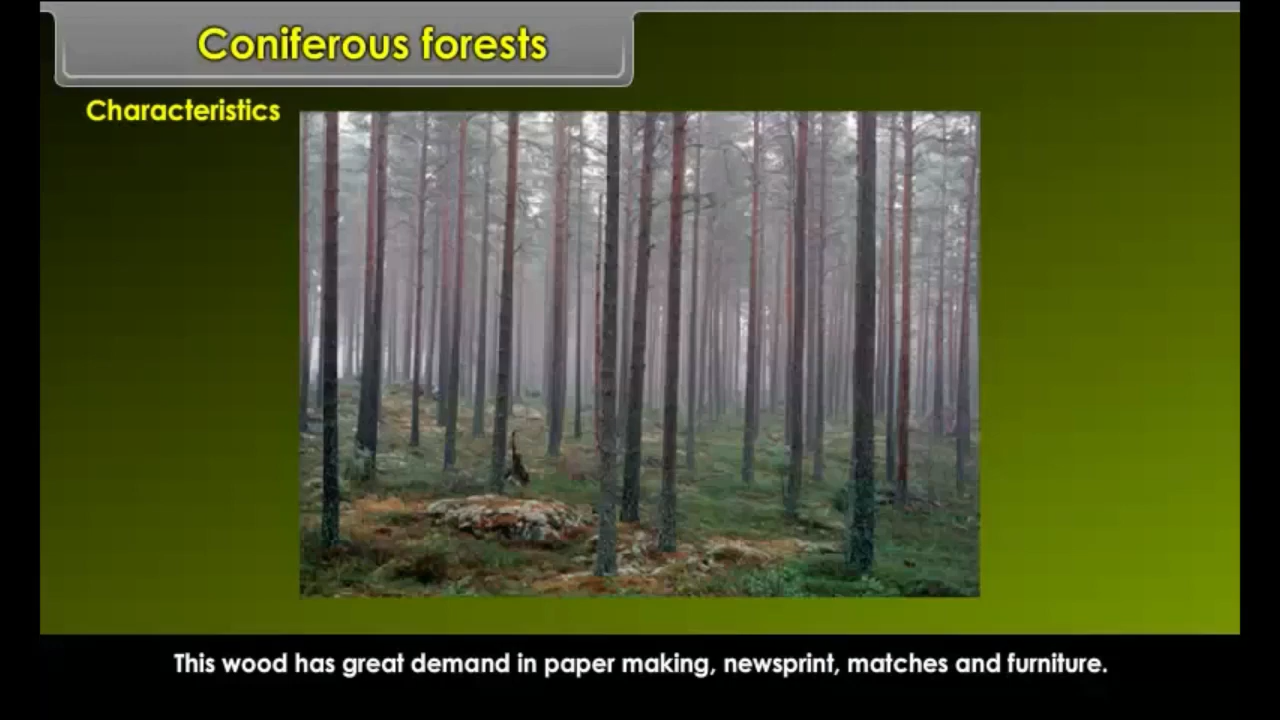 Coniferous forests
Characteristics
This wood has great demand in paper making, newsprint, matches and furniture.